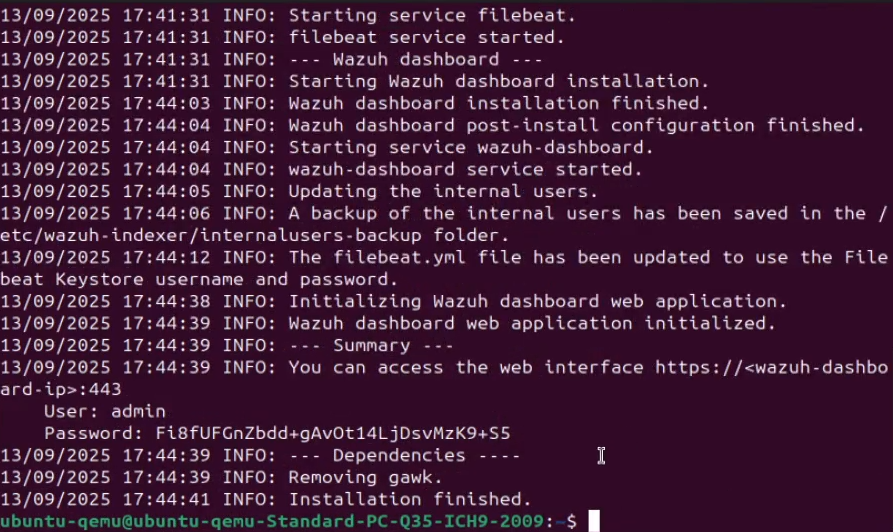 13/09/2025 17:41:31 INFO: Starting service filebeat.
13/09/2025 17:41:31 INFO: filebeat service started.
13/09/2025 17:41:31 INFO: --- Wazuh dashboard ---
13/09/2025 17:41:31 INFO: Starting Wazuh dashboard installation.
13/09/2025 17:44:03 INFO: Wazuh dashboard installation finished.
13/09/2025 17:44:04 INFO: Wazuh dashboard post-install configuration finished.
13/09/2025 17:44:04 INFO: Starting service wazuh-dashboard.
13/09/2025 17:44:04 INFO: wazuh-dashboard service started.
13/09/2025 17:44:05 INFO: Updating the internal users.
13/09/2025 17:44:06 INFO: A backup of the internal users has been saved in the /
etc/wazuh-indexer/internalusers-backup folder.
13/09/2025 17:44:12 INFO: The filebeat.yml file has been updated to use the File
beat Keystore username and password.
13/09/2025 17:44:38 INFO: Initializing Wazuh dashboard web application.
13/09/2025 17:44:39 INFO: Wazuh dashboard web application initialized.
13/09/2025 17:44:39 INFO: --- Summary ---
13/09/2025 17:44:39 INFO: You can access the web interface https://<wazuh-dashbo
ard-ip>:443
    User: admin
    Password: Fi8fUFGnZbdd+gAvOt14LjDsvMzK9+S5
13/09/2025 17:44:39 INFO: --- Dependencies ----
13/09/2025 17:44:39 INFO: Removing gawk.
13/09/2025 17:44:41 INFO: Installation finished.
ubuntu-qemu@ubuntu-qemu-Standard-PC-Q35-ICH9-2009:~$